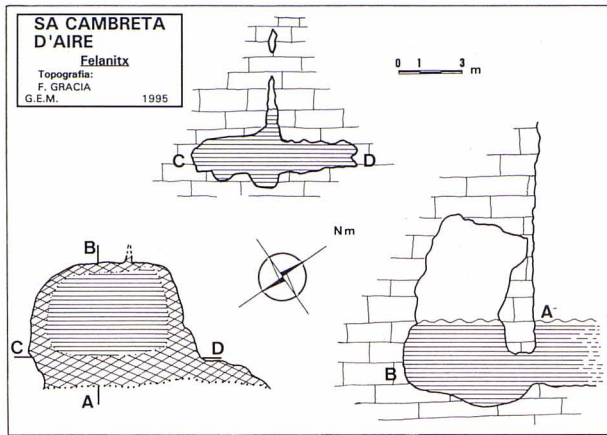 SA CAMBRETA
D'AIRE
Felanitx
Topografia:
F. GRACIA
G.E.M. 1995
0 1 3 m
C D
Nm
B
C D
A
A
B